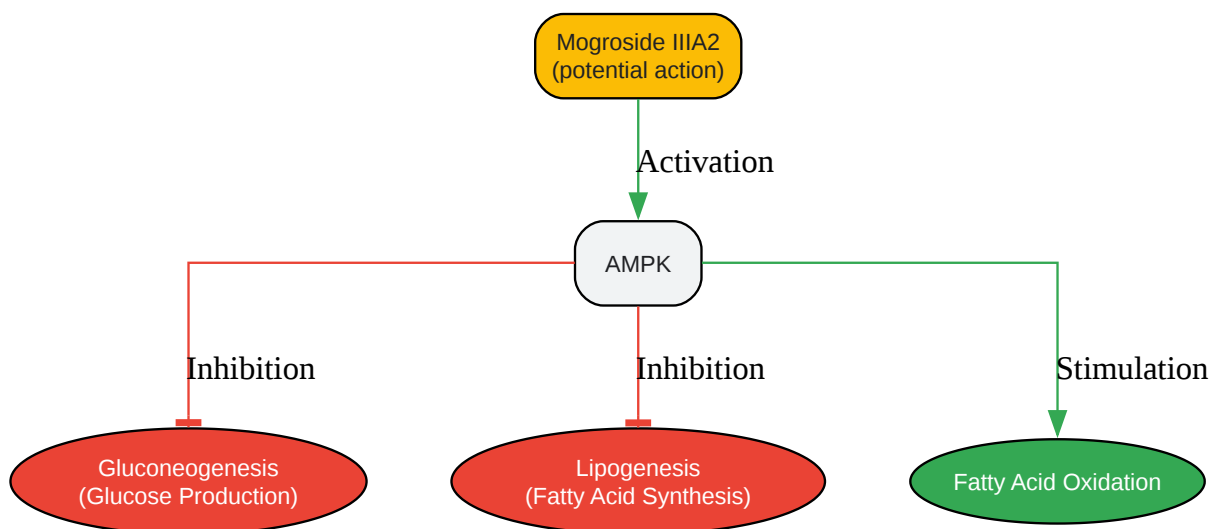 Mogroside IIIA2
(potential action)
Activation
AMPK
Inhibition
Inhibition
Stimulation
Gluconeogenesis
(Glucose Production)
Lipogenesis
(Fatty Acid Synthesis)
Fatty Acid Oxidation